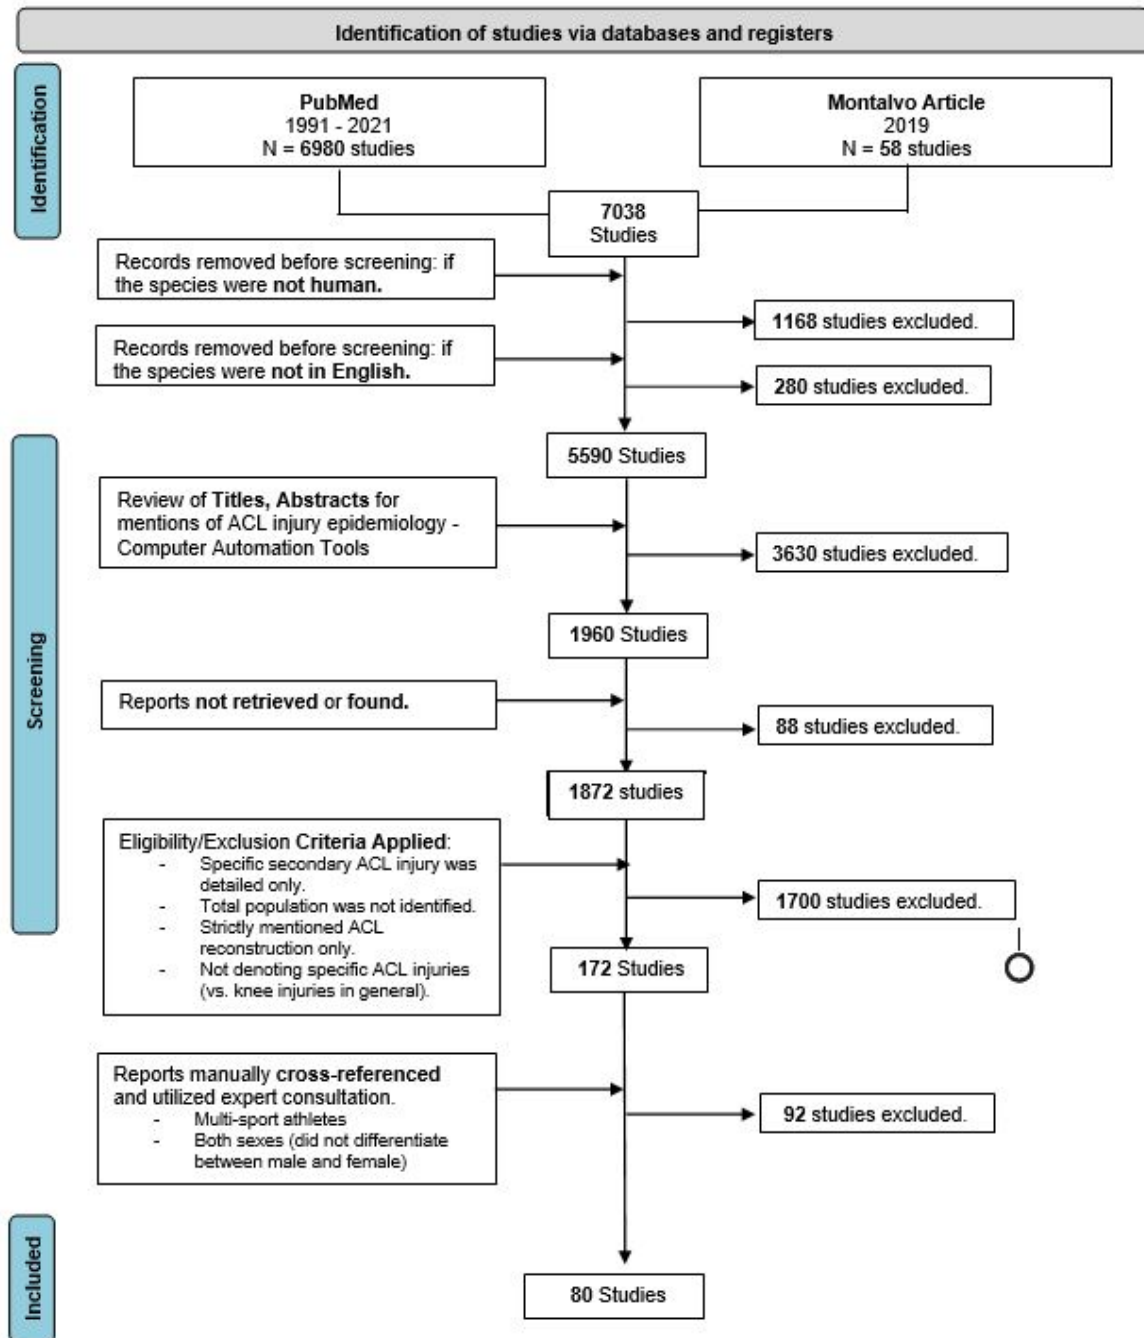 Identification of studies via databases and registers
Identification
PubMed
1991 - 2021
N = 6980 studies
Montalvo Article
2019
N = 58 studies
7038
Studies
Records removed before screening: if
the species were not human.
1168 studies excluded.
Records removed before screening: if
the species were not in English.
280 studies excluded.
Screening
5590 Studies
Review of Titles, Abstracts for
mentions of ACL injury epidemiology -
Computer Automation Tools
3630 studies excluded.
1960 Studies
Reports not retrieved or found.
88 studies excluded.
1872 studies
Eligibility/Exclusion Criteria Applied:
- Specific secondary ACL injury was
detailed only.
- Total population was not identified.
- Strictly mentioned ACL
reconstruction only.
- Not denoting specific ACL injuries
(vs. knee injuries in general).
1700 studies excluded.
172 Studies
Reports manually cross-referenced
and utilized expert consultation.
- Multi-sport athletes
- Both sexes (did not differentiate
between male and female)
92 studies excluded.
Included
80 Studies